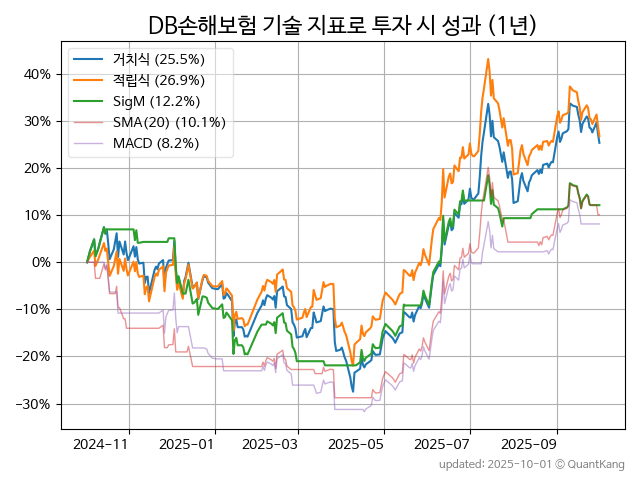 DB손해보험 기술 지표로 투자 시 성과 (1년)
거치식 (25.5%)
적립식 (26.9%)
SigM (12.2%)
SMA(20) (10.1%)
MACD (8.2%)
40%
30%
20%
10%
0%
−10%
−20%
−30%
2024-11 2025-01 2025-03 2025-05 2025-07 2025-09
updated: 2025-10-01 © QuantKang